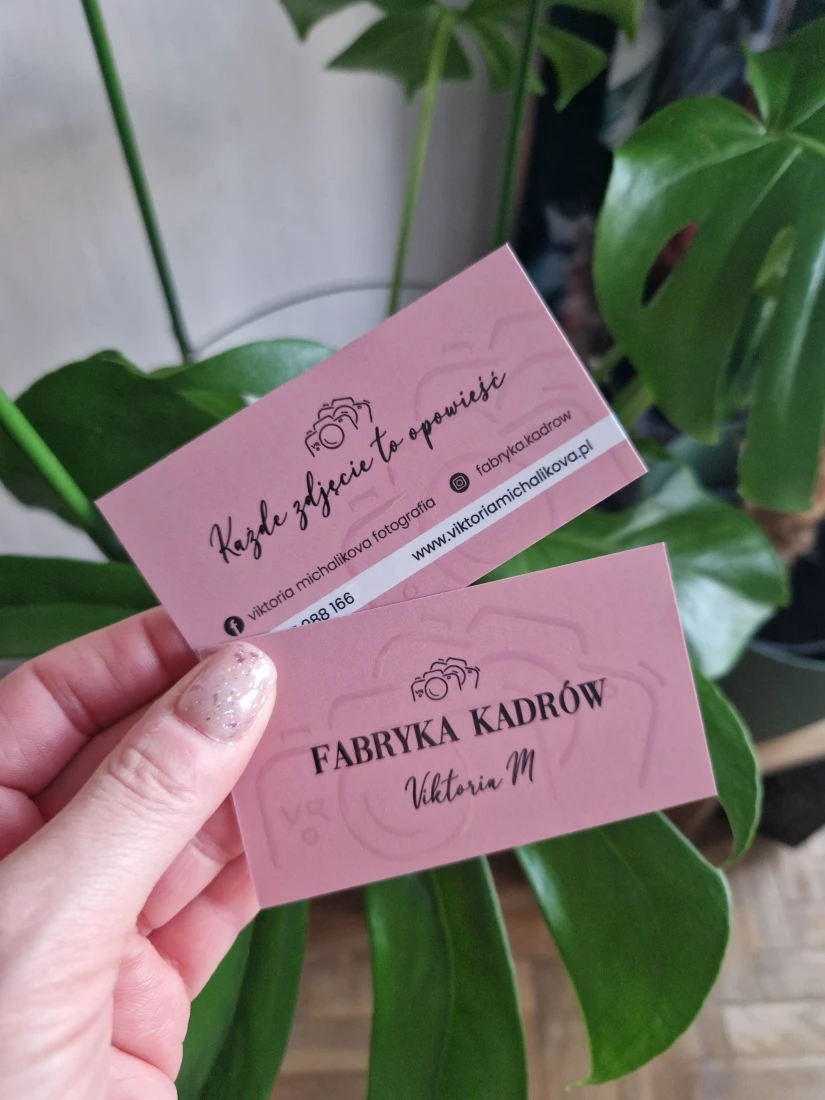 Każde zdjęcie to opowieść
viktoria michalikova fotografia fabryka.kadrow
088 166 www.viktoriamichalikova.pl
FABRYKA KADRÓW
Viktoria M